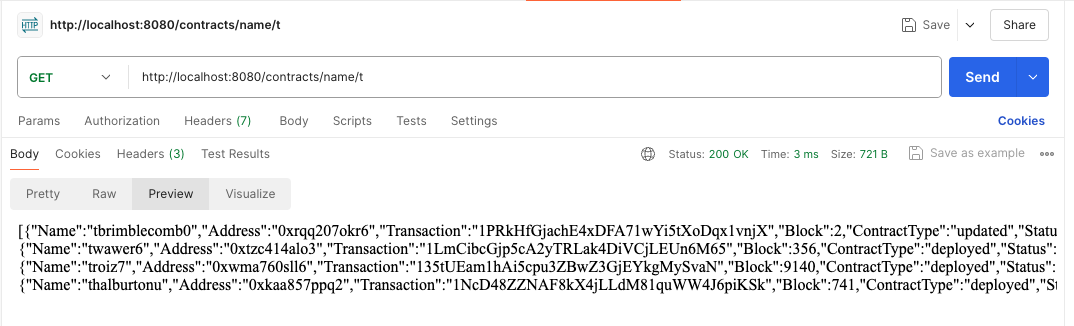 HTTP http://localhost:8080/contracts/name/t Save Share
GET http://localhost:8080/contracts/name/t Send
Params Authorization Headers (7) Body Scripts Tests Settings Cookies
Body Cookies Headers (3) Test Results Status: 200 OK Time: 3 ms Size: 721 B Save as example
Pretty Raw Preview Visualize
[{"Name":"tbrimblecomb0","Address":"0xrqq207okr6","Transaction":"1PRkHfGjachE4xDFA71wYi5tXoDqx1vnjX","Block":2,"ContractType":"updated","Statu
{"Name":"twawer6","Address":"0xtzc414alo3","Transaction":"1LmCibcGjp5cA2yTRLak4DiVCjLEUn6M65","Block":356,"ContractType":"deployed","Status":
{"Name":"troiz7","Address":"0xwma760sll6","Transaction":"135tUEam1hAi5cpu3ZBwZ3GjEYkgMySvaN","Block":9140,"ContractType":"deployed","Status":
{"Name":"thalburtonu","Address":"0xkaa857ppq2","Transaction":"1NcD48ZZNAF8kX4jLLdM81quWW4J6piKSk","Block":741,"ContractType":"deployed","St